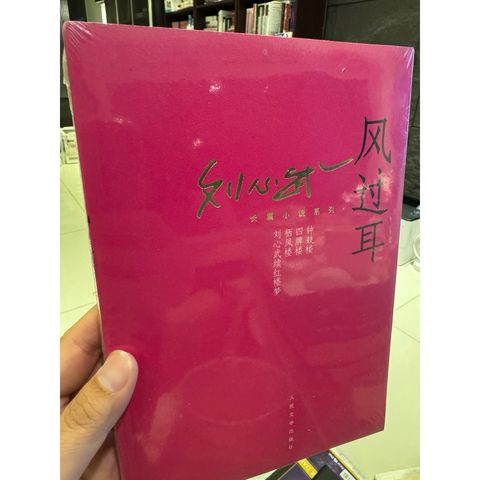 风过耳
刘心武
长篇小说系列
钟鼓楼
四牌楼
栖凤楼
刘心武续红楼梦
人民文学出版社